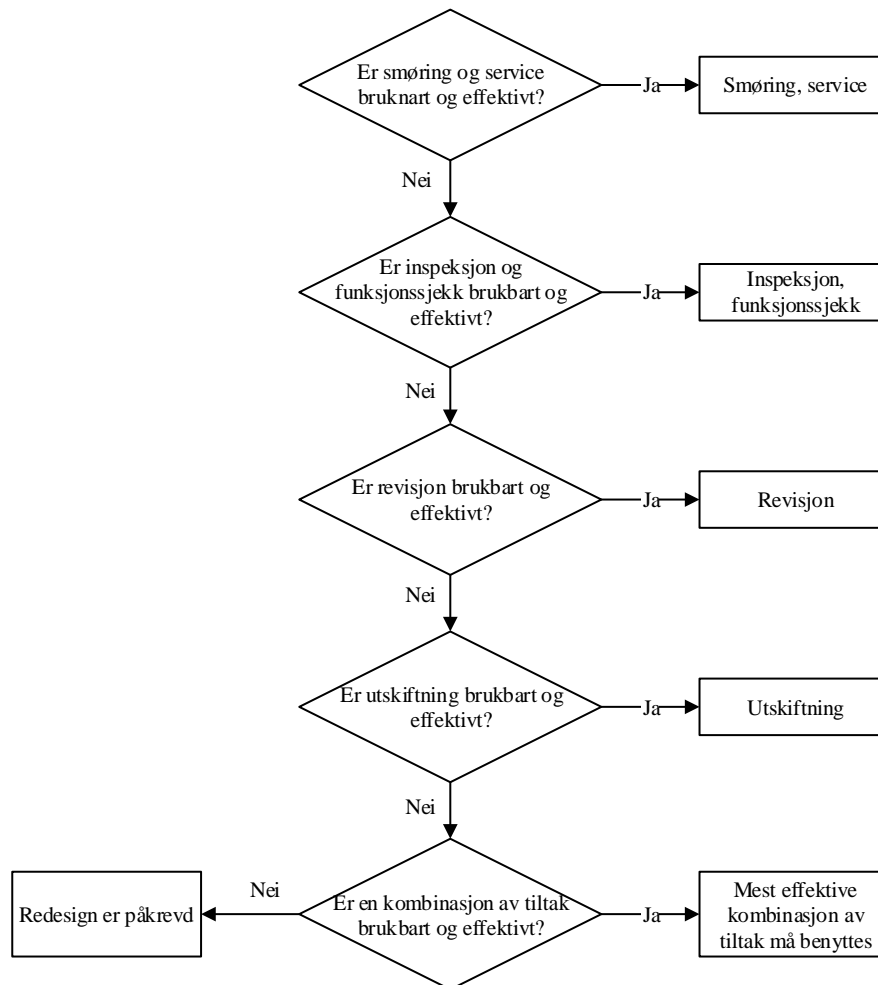 Er smøring og service
bruknart og effektivt?
Ja
Smøring, service
Nei
Er inspeksjon og
funksjonssjekk brukbart og
effektivt?
Ja
Inspeksjon,
funksjonssjekk
Nei
Er revisjon brukbart og
effektivt?
Ja
Revisjon
Nei
Er utskiftning brukbart og
effektivt?
Ja
Utskiftning
Nei
Er en kombinasjon av tiltak
brukbart og effektivt?
Nei
Redesign er påkrevd
Ja
Mest effektive
kombinasjon av
tiltak må benyttes